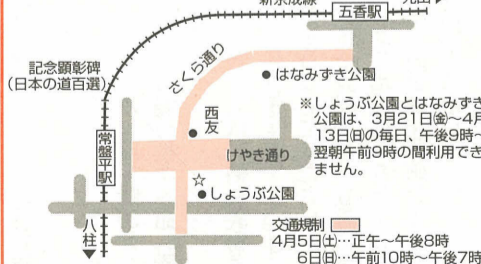 新京成線
五香駅
さくら通り
はなみずき公園
記念顕彰碑
(日本の道百選)
西友
※しょうぶ公園とはなみずき
公園は、3月21日㈮〜4月
13日㈰の毎日、午後9時〜
翌朝午前9時の間利用でき
ません。
常盤平駅
けやき通り
☆
しょうぶ公園
八柱
交通規制
4月5日㈯…正午〜午後8時
6日㈰…午前10時〜午後7時